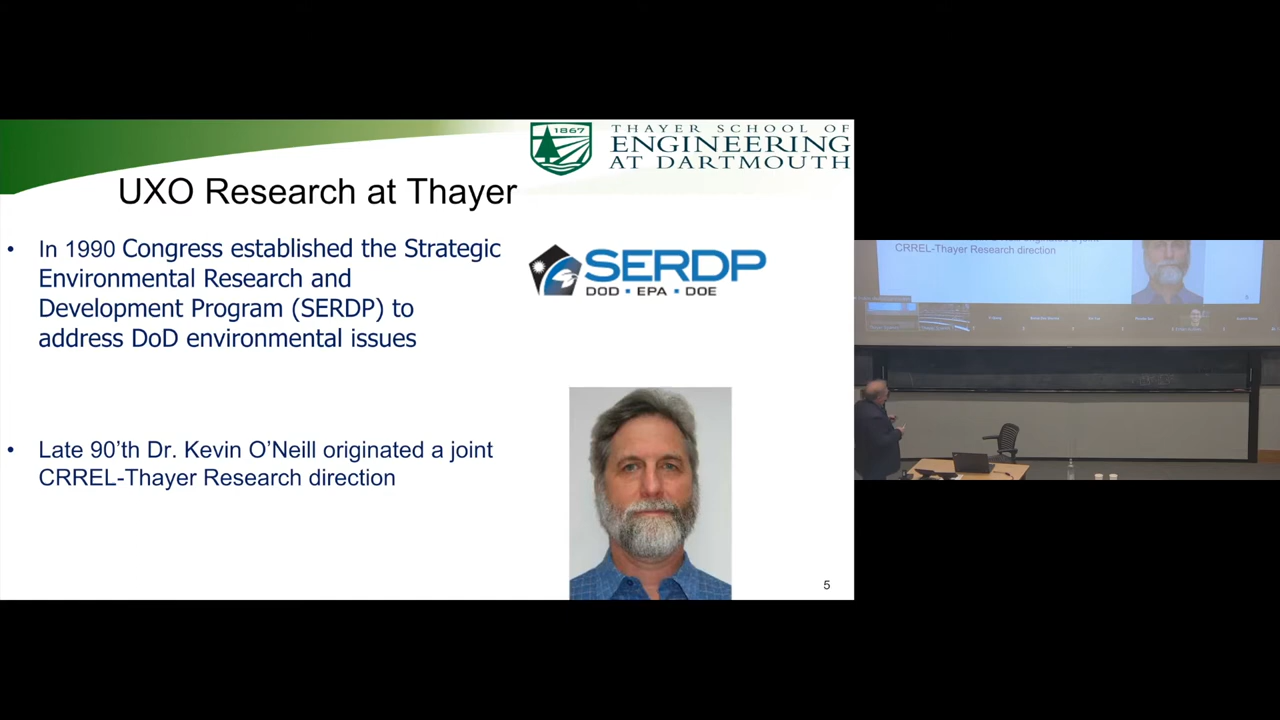 1867
THAYER SCHOOL OF
ENGINEERING
AT DARTMOUTH
UXO Research at Thayer
• In 1990 Congress established the Strategic
Environmental Research and
Development Program (SERDP) to
address DoD environmental issues
SERDP
DOD • EPA • DOE
• Late 90’th Dr. Kevin O’Neill originated a joint
CRREL-Thayer Research direction
5
CRREL-Thayer Research direction